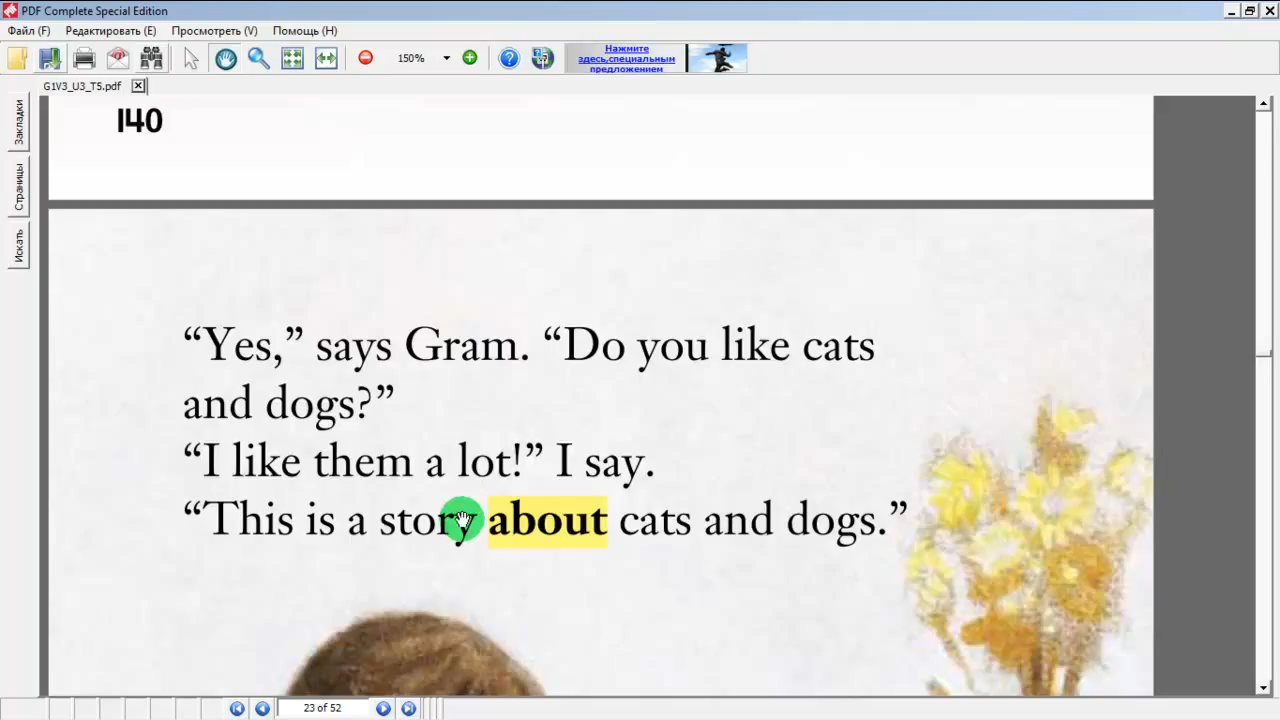 PDF Complete Special Edition
Файл (F) Редактировать (E) Просмотреть (V) Помощь (H)
150%
Нажмите
здесь,специальным
предложением
G1V3_U3_T5.pdf
Закладки
Страницы
Искать
140
“Yes,” says Gram. “Do you like cats
and dogs?”
“I like them a lot!” I say.
“This is a story about cats and dogs.”
23 of 52